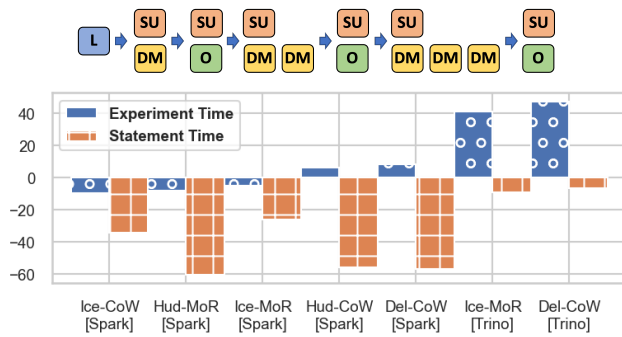 SU SU SU SU SU SU
L
DM O DM DM O DM DM DM O
Experiment Time
Statement Time
40
20
0
−20
−40
−60
Ice-CoW
[Spark]
Hud-MoR
[Spark]
Ice-MoR
[Spark]
Hud-CoW
[Spark]
Del-CoW
[Spark]
Ice-MoR
[Trino]
Del-CoW
[Trino]